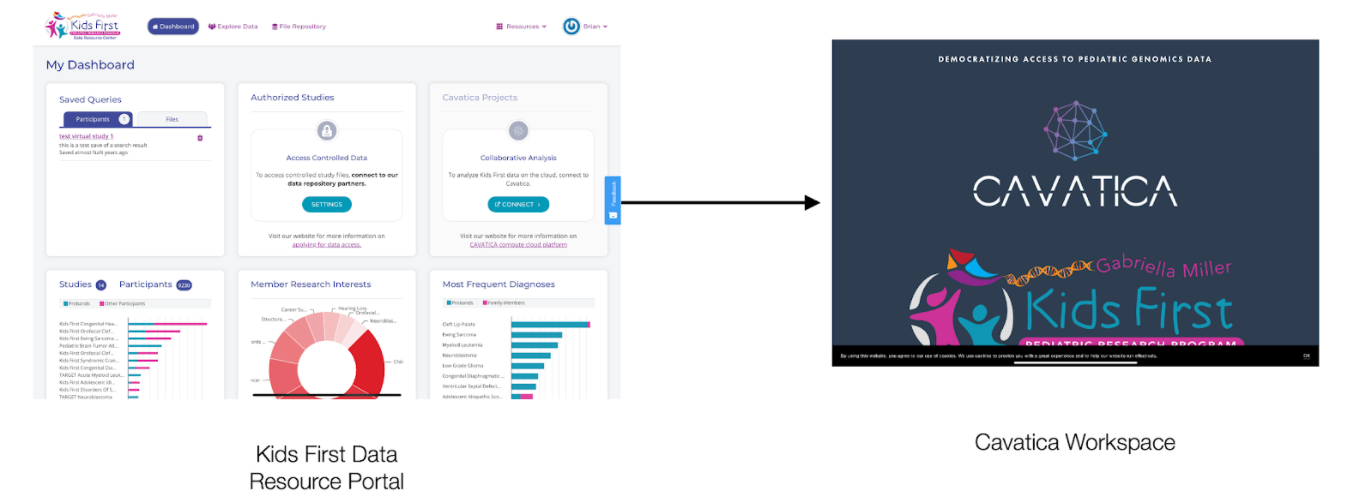 Kids First
Data Resource Center
Dashboard
Explore Data
File Repository
Resources
Brian
My Dashboard
Saved Queries
Participants 1
Files
test virtual study 1
this is a test save of a search result
Saved almost NaN years ago
Authorized Studies
Access Controlled Data
To access controlled study files, connect to our
data repository partners.
SETTINGS
Visit our website for more information on
applying for data access.
Cavatica Projects
Collaborative Analysis
To analyze Kids First data on the cloud, connect to
Cavatica.
CONNECT ›
Visit our website for more information on
CAVATICA compute cloud platform
Feedback
Studies 14 Participants 9230
Probands Other Participants
Kids First Congenital Hea...
Kids First Orofacial Clef...
Kids First Ewing Sarcoma...
Pediatric Brain Tumor Atl...
Kids First Orofacial Clef...
Kids First Syndromic Cran...
Kids First Congenital Dia...
TARGET Acute Myeloid Leuk...
Kids First Adolescent Idi...
Kids First Disorders Of S...
TARGET Neuroblastoma
Member Research Interests
Cancer Su...
Hearing Loss
Orofacial...
Neuroblas...
Most Frequent Diagnoses
Probands Family Members
Cleft Lip Palate
Ewing Sarcoma
Myeloid Leukemia
Neuroblastoma
Low Grade Glioma
Congenital Diaphragmatic ...
Ventricular Septal Defect...
Adolescent Idiopathic Sco...
Kids First Data
Resource Portal
DEMOCRATIZING ACCESS TO PEDIATRIC GENOMICS DATA
CAVATICA
Gabriella Miller
Kids First
PEDIATRIC RESEARCH PROGRAM
By using this website, you agree to our use of cookies. We use cookies to provide you with a great experience and to help our website run effectively.
OK
Cavatica Workspace